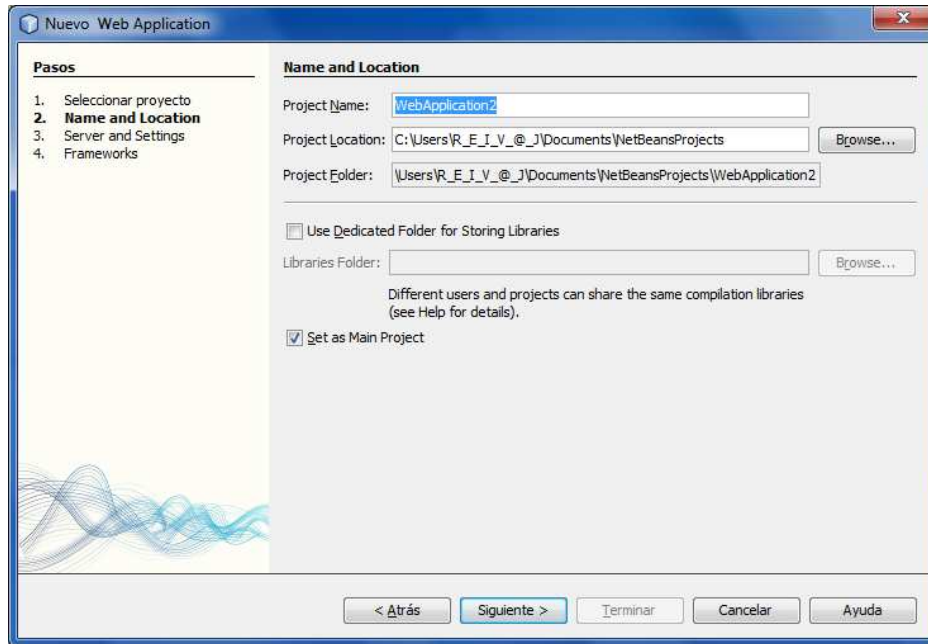 Nuevo Web Application
Pasos
1. Seleccionar proyecto
2. Name and Location
3. Server and Settings
4. Frameworks
Name and Location
Project Name: WebApplication2
Project Location: C:\Users\R_E_I_V_@_J\Documents\NetBeansProjects Browse...
Project Folder: \Users\R_E_I_V_@_J\Documents\NetBeansProjects\WebApplication2
Use Dedicated Folder for Storing Libraries
Libraries Folder: Browse...
Different users and projects can share the same compilation libraries
(see Help for details).
Set as Main Project
< Atrás Siguiente > Terminar Cancelar Ayuda